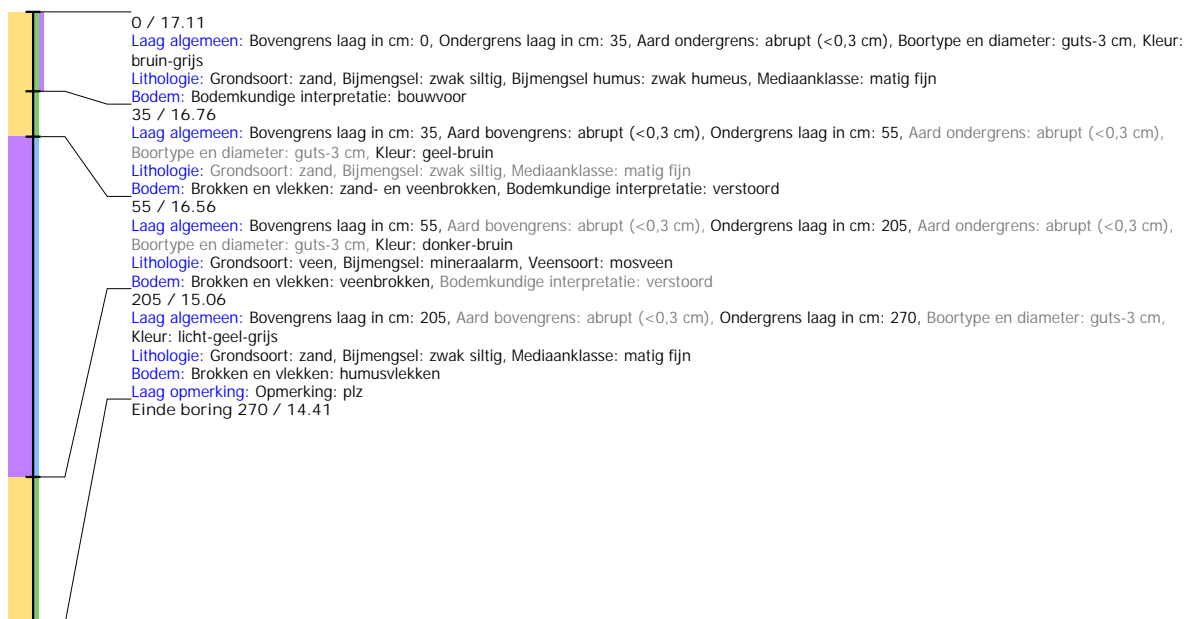 0 / 17.11
Laag algemeen: Bovengrens laag in cm: 0, Ondergrens laag in cm: 35, Aard ondergrens: abrupt (<0,3 cm), Boortype en diameter: guts-3 cm, Kleur:
bruin-grijs
Lithologie: Grondsoort: zand, Bijmengsel: zwak siltig, Bijmengsel humus: zwak humeus, Mediaanklasse: matig fijn
Bodem: Bodemkundige interpretatie: bouwvoor
35 / 16.76
Laag algemeen: Bovengrens laag in cm: 35, Aard bovengrens: abrupt (<0,3 cm), Ondergrens laag in cm: 55, Aard ondergrens: abrupt (<0,3 cm),
Boortype en diameter: guts-3 cm, Kleur: geel-bruin
Lithologie: Grondsoort: zand, Bijmengsel: zwak siltig, Mediaanklasse: matig fijn
Bodem: Brokken en vlekken: zand- en veenbrokken, Bodemkundige interpretatie: verstoord
55 / 16.56
Laag algemeen: Bovengrens laag in cm: 55, Aard bovengrens: abrupt (<0,3 cm), Ondergrens laag in cm: 205, Aard ondergrens: abrupt (<0,3 cm),
Boortype en diameter: guts-3 cm, Kleur: donker-bruin
Lithologie: Grondsoort: veen, Bijmengsel: mineraalarm, Veensoort: mosveen
Bodem: Brokken en vlekken: veenbrokken, Bodemkundige interpretatie: verstoord
205 / 15.06
Laag algemeen: Bovengrens laag in cm: 205, Aard bovengrens: abrupt (<0,3 cm), Ondergrens laag in cm: 270, Boortype en diameter: guts-3 cm,
Kleur: licht-geel-grijs
Lithologie: Grondsoort: zand, Bijmengsel: zwak siltig, Mediaanklasse: matig fijn
Bodem: Brokken en vlekken: humusvlekken
Laag opmerking: Opmerking: plz
Einde boring 270 / 14.41